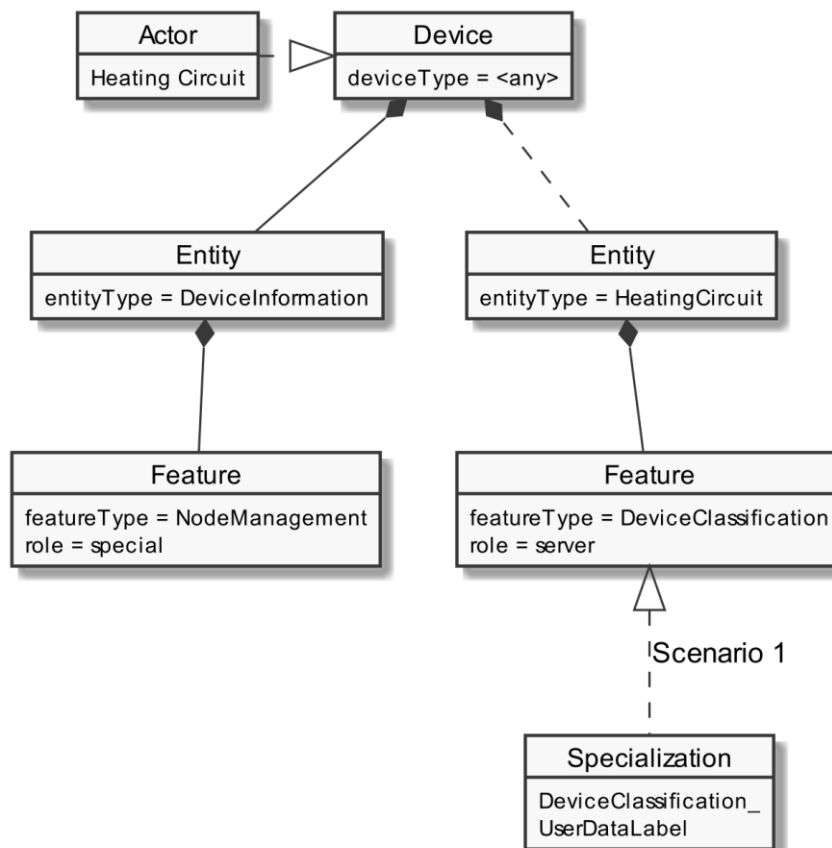 Actor
Heating Circuit
Device
deviceType = <any>
Entity
entityType = DeviceInformation
Entity
entityType = HeatingCircuit
Feature
featureType = NodeManagement
role = special
Feature
featureType = DeviceClassification
role = server
Scenario 1
Specialization
DeviceClassification_
UserDataLabel